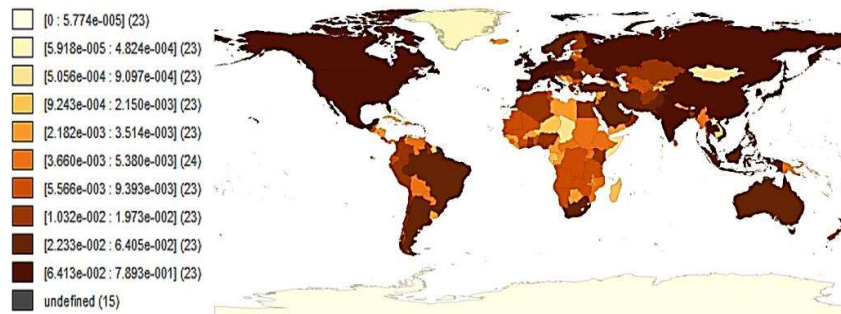 [0 : 5.774e-005] (23)
[5.918e-005 : 4.824e-004] (23)
[5.056e-004 : 9.097e-004] (23)
[9.243e-004 : 2.150e-003] (23)
[2.182e-003 : 3.514e-003] (23)
[3.660e-003 : 5.380e-003] (24)
[5.566e-003 : 9.393e-003] (23)
[1.032e-002 : 1.973e-002] (23)
[2.233e-002 : 6.405e-002] (23)
[6.413e-002 : 7.893e-001] (23)
undefined (15)